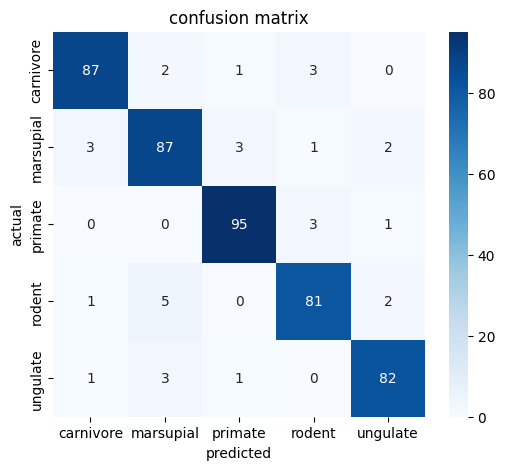 confusion matrix
carnivore 87 2 1 3 0
marsupial 3 87 3 1 2
primate 0 0 95 3 1
rodent 1 5 0 81 2
ungulate 1 3 1 0 82
actual
carnivore marsupial primate rodent ungulate
predicted
80
60
40
20
0